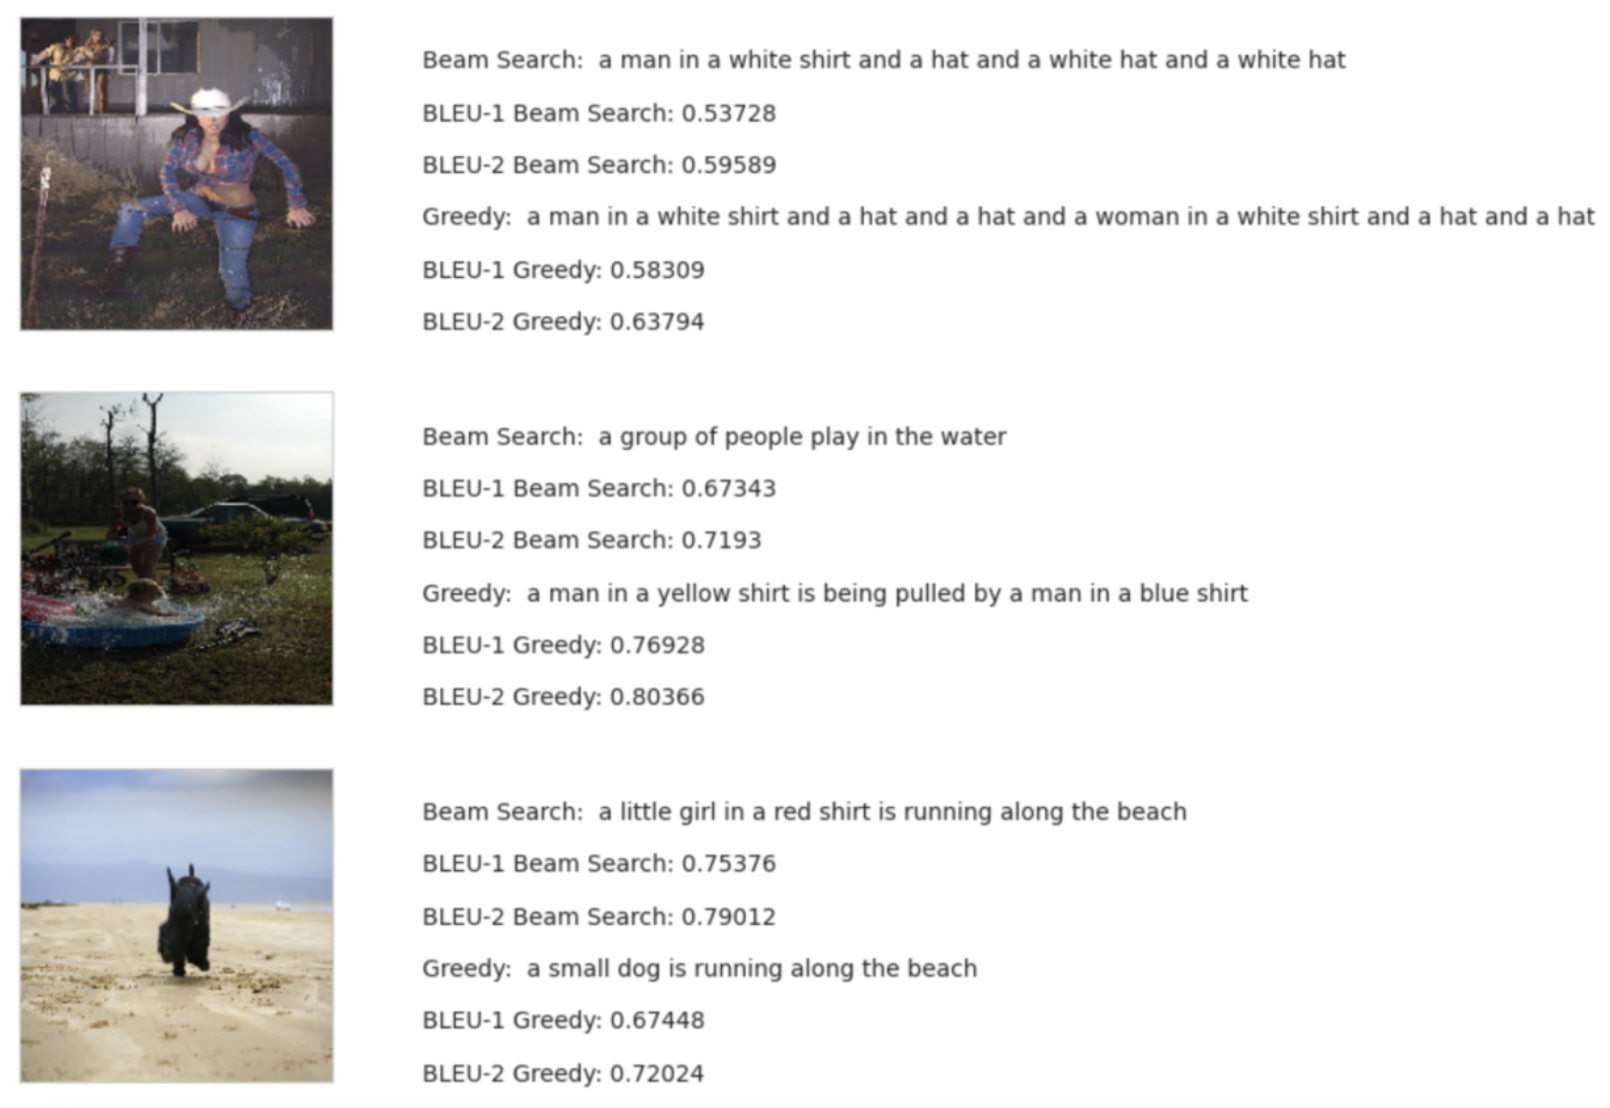 Beam Search: a man in a white shirt and a hat and a white hat and a white hat
BLEU-1 Beam Search: 0.53728
BLEU-2 Beam Search: 0.59589
Greedy: a man in a white shirt and a hat and a hat and a woman in a white shirt and a hat and a hat
BLEU-1 Greedy: 0.58309
BLEU-2 Greedy: 0.63794
Beam Search: a group of people play in the water
BLEU-1 Beam Search: 0.67343
BLEU-2 Beam Search: 0.7193
Greedy: a man in a yellow shirt is being pulled by a man in a blue shirt
BLEU-1 Greedy: 0.76928
BLEU-2 Greedy: 0.80366
Beam Search: a little girl in a red shirt is running along the beach
BLEU-1 Beam Search: 0.75376
BLEU-2 Beam Search: 0.79012
Greedy: a small dog is running along the beach
BLEU-1 Greedy: 0.67448
BLEU-2 Greedy: 0.72024